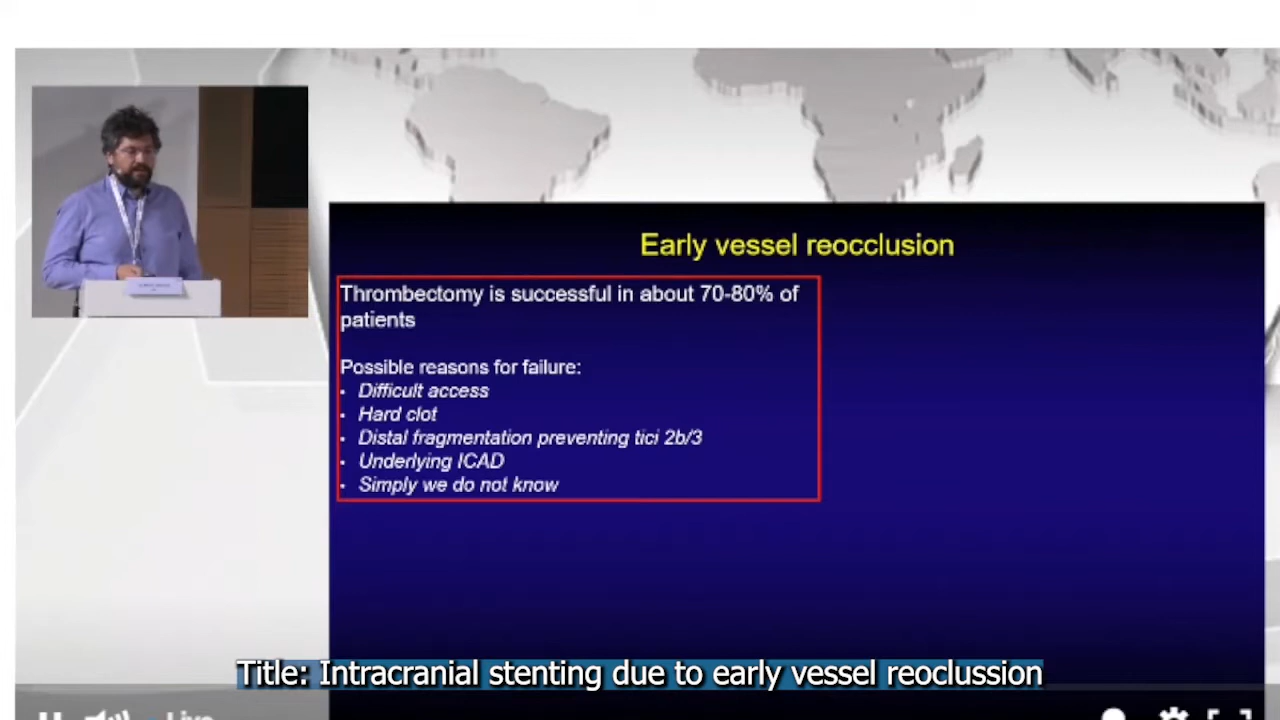 Early vessel reocclusion
Thrombectomy is successful in about 70-80% of
patients
Possible reasons for failure:
• Difficult access
• Hard clot
• Distal fragmentation preventing tici 2b/3
• Underlying ICAD
• Simply we do not know
Title: Intracranial stenting due to early vessel reoclussion
Live